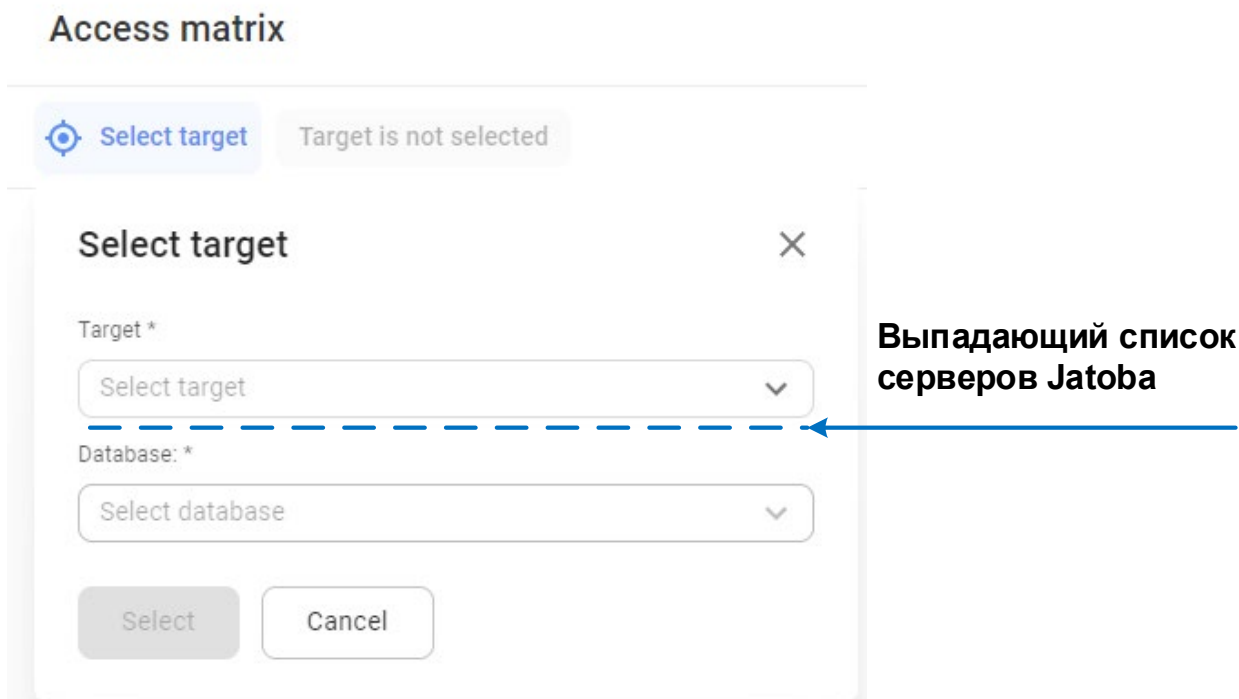 Access matrix
Select target
Target is not selected
Select target
Target *
Select target
Выпадающий список
серверов Jatoba
Database: *
Select database
Select
Cancel